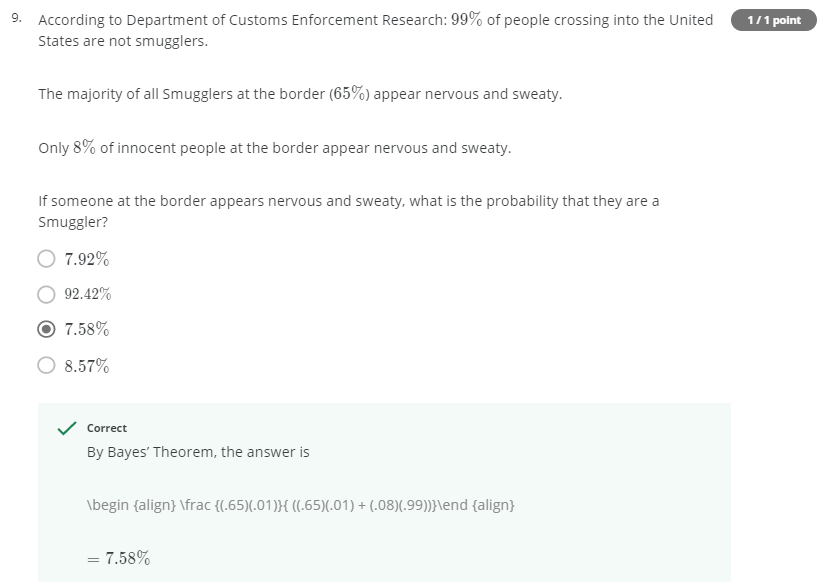 9. According to Department of Customs Enforcement Research: 99% of people crossing into the United 1 / 1 point
States are not smugglers.
The majority of all Smugglers at the border (65%) appear nervous and sweaty.
Only 8% of innocent people at the border appear nervous and sweaty.
If someone at the border appears nervous and sweaty, what is the probability that they are a
Smuggler?
7.92%
92.42%
7.58%
8.57%
Correct
By Bayes’ Theorem, the answer is
\begin {align} \frac {(.65)(.01)}{ ((.65)(.01) + (.08)(.99))}\end {align}
= 7.58%